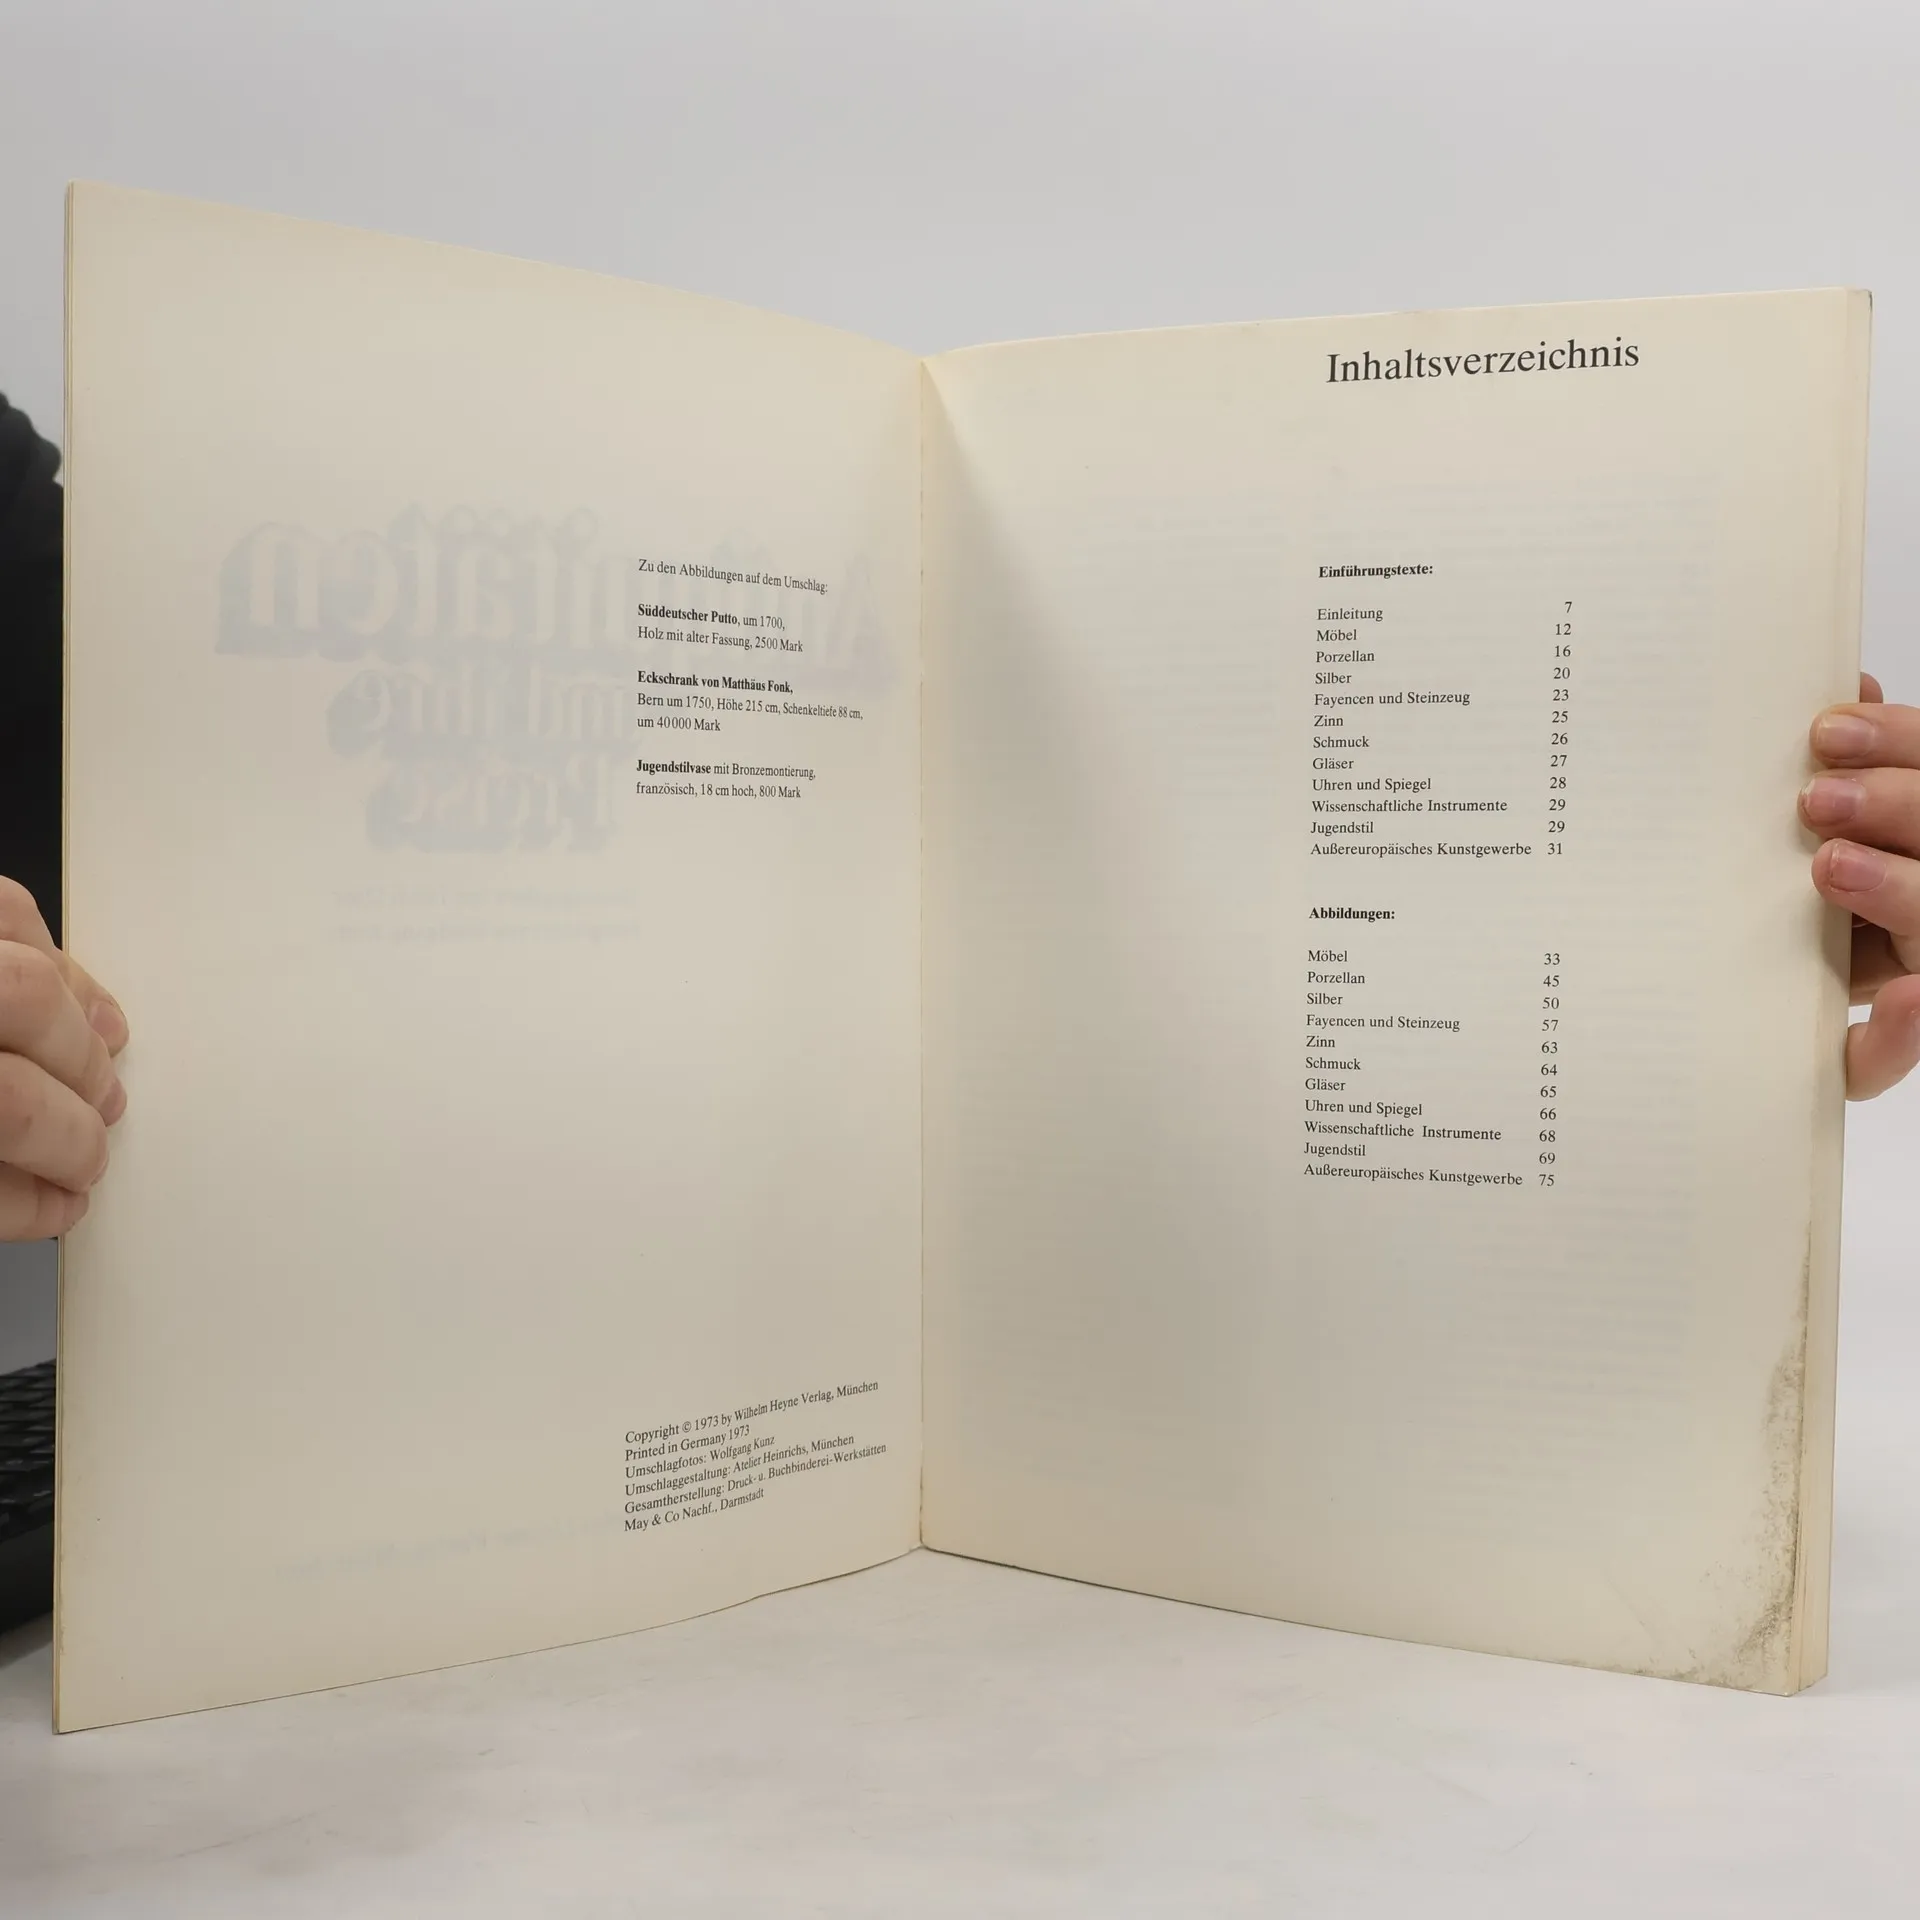 Zu den Abbildungen auf dem Umschlag:
Süddeutscher Putto, um 1700,
Holz mit alter Fassung, 2500 Mark
Eckschrank von Matthäus Fonk,
Bern um 1750, Höhe 215 cm, Schenkeltiefe 88 cm,
um 40000 Mark
Jugendstilvase mit Bronzemontierung,
französisch, 18 cm hoch, 800 Mark
Copyright © 1973 by Wilhelm Heyne Verlag, München
Printed in Germany 1973
Umschlagfotos: Wolfgang Kunz
Umschlaggestaltung: Atelier Heinrichs, München
Gesamtherstellung: Druck- u. Buchbinderei-Werkstätten
May & Co Nachf., Darmstadt
Inhaltsverzeichnis
Einführungstexte:
Einleitung 7
Möbel 12
Porzellan 16
Silber 20
Fayencen und Steinzeug 23
Zinn 25
Schmuck 26
Gläser 27
Uhren und Spiegel 28
Wissenschaftliche Instrumente 29
Jugendstil 29
Außereuropäisches Kunstgewerbe 31
Abbildungen:
Möbel 33
Porzellan 45
Silber 50
Fayencen und Steinzeug 57
Zinn 63
Schmuck 64
Gläser 65
Uhren und Spiegel 66
Wissenschaftliche Instrumente 68
Jugendstil 69
Außereuropäisches Kunstgewerbe 75